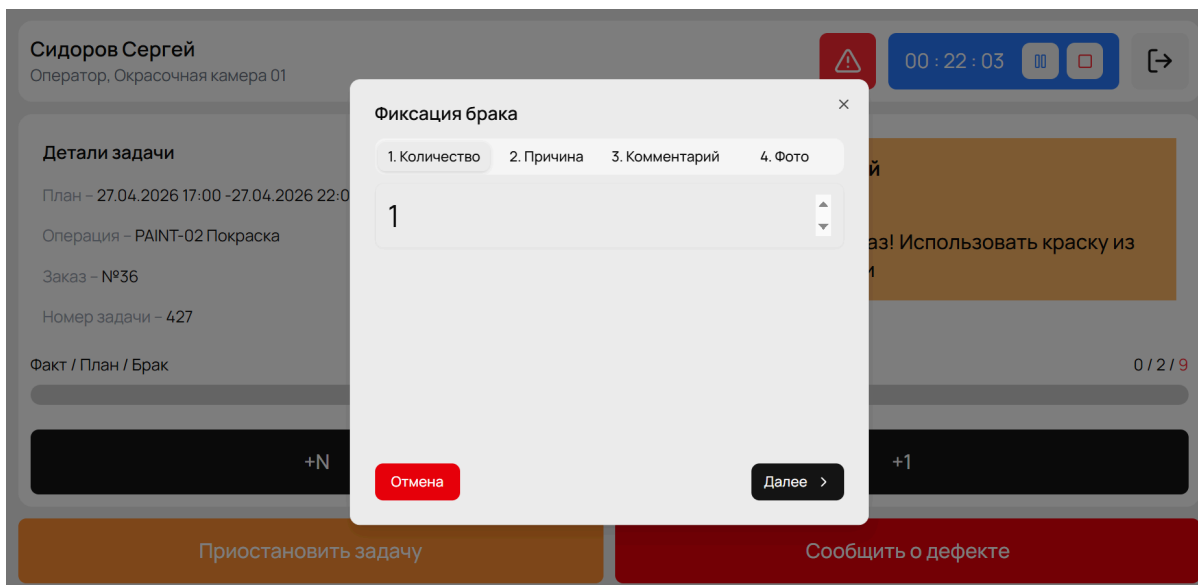 Сидоров Сергей
Оператор, Окрасочная камера 01
00 : 22 : 03
Фиксация брака
1. Количество 2. Причина 3. Комментарий 4. Фото
1
Отмена
Далее
Детали задачи
План – 27.04.2026 17:00 -27.04.2026 22:0
Операция – PAINT-02 Покраска
Заказ – №36
Номер задачи – 427
й
аз! Использовать краску из
и
Факт / План / Брак
0 / 2 / 9
+N
+1
Приостановить задачу
Сообщить о дефекте